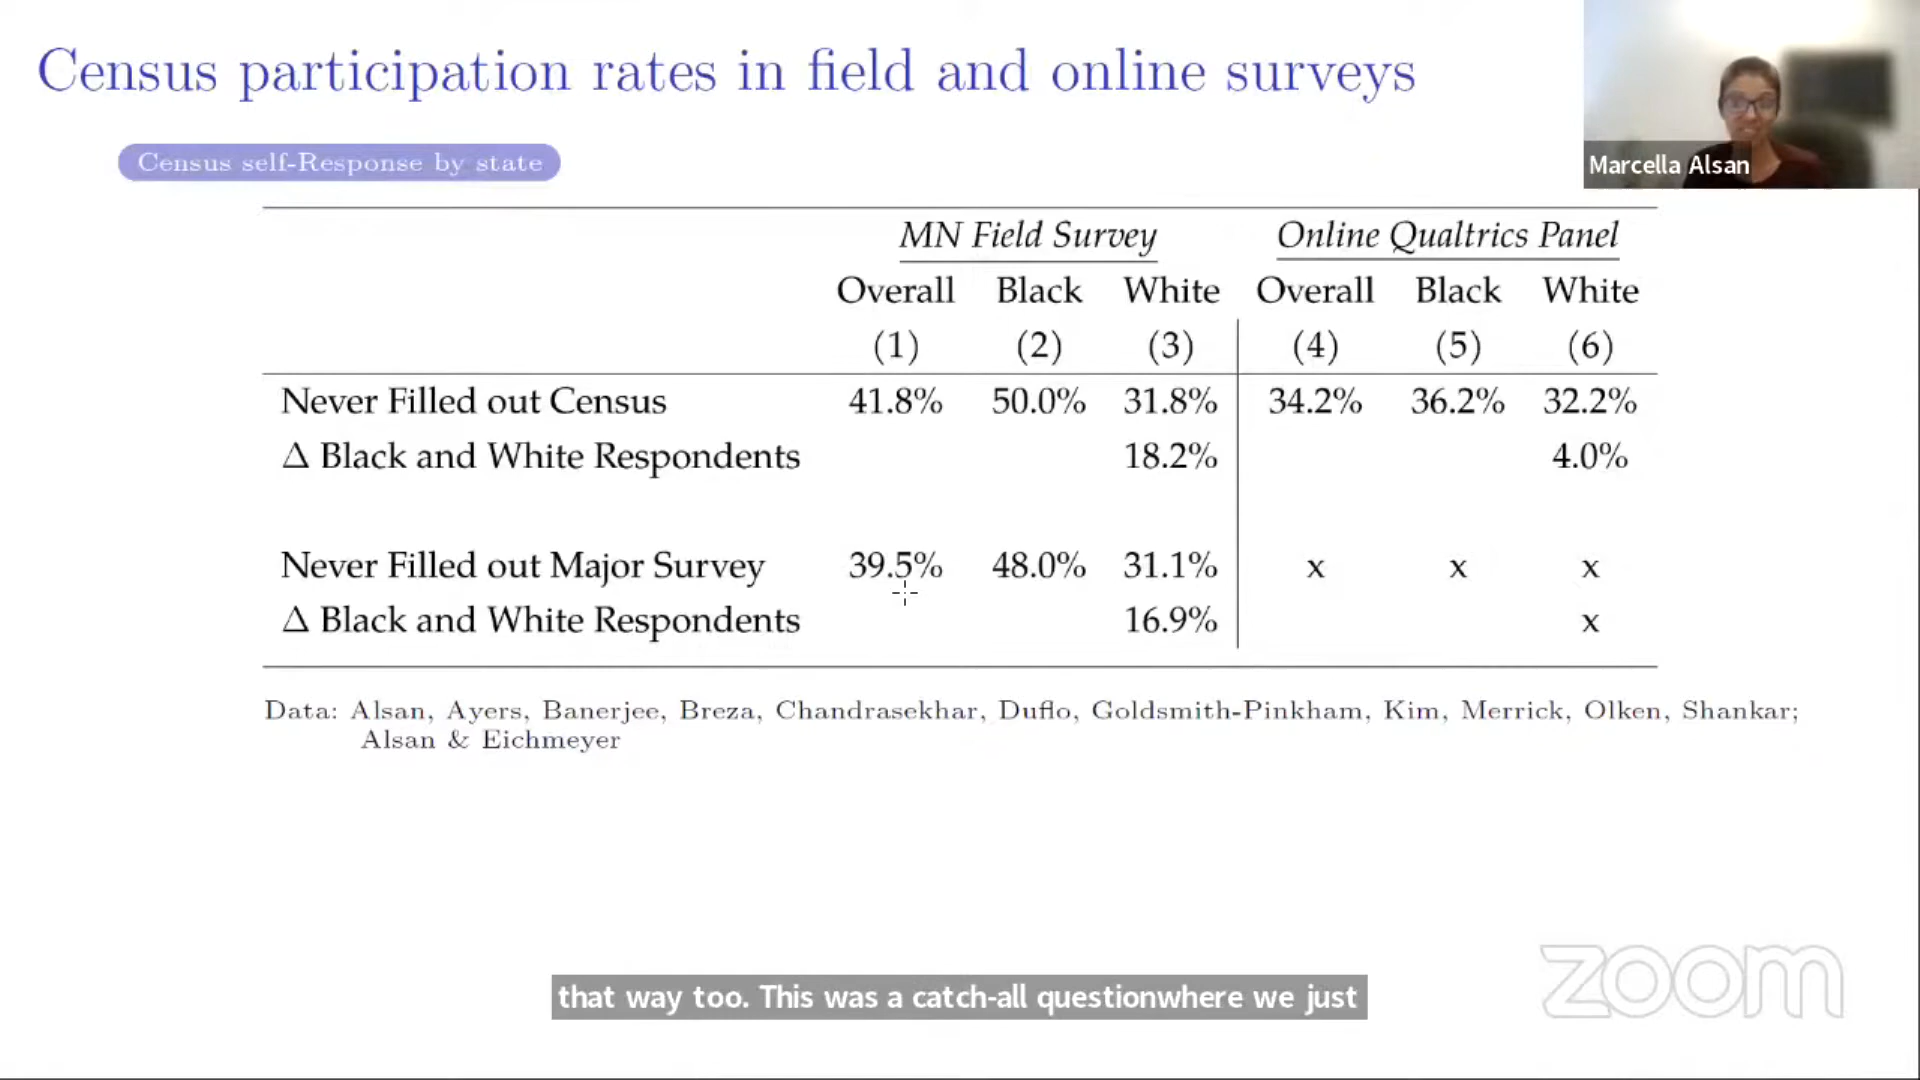 Census participation rates in field and online surveys
Marcella Alsan
Census self-Response by state
MN Field Survey Online Qualtrics Panel
Overall Black White Overall Black White
(1) (2) (3) (4) (5) (6)
Never Filled out Census 41.8% 50.0% 31.8% 34.2% 36.2% 32.2%
Δ Black and White Respondents 18.2% 4.0%
Never Filled out Major Survey 39.5% 48.0% 31.1% x x x
Δ Black and White Respondents 16.9% x
Data: Alsan, Ayers, Banerjee, Breza, Chandrasekhar, Duflo, Goldsmith-Pinkham, Kim, Merrick, Olken, Shankar;
Alsan & Eichmeyer
that way too. This was a catch-all questionwhere we just
zoom